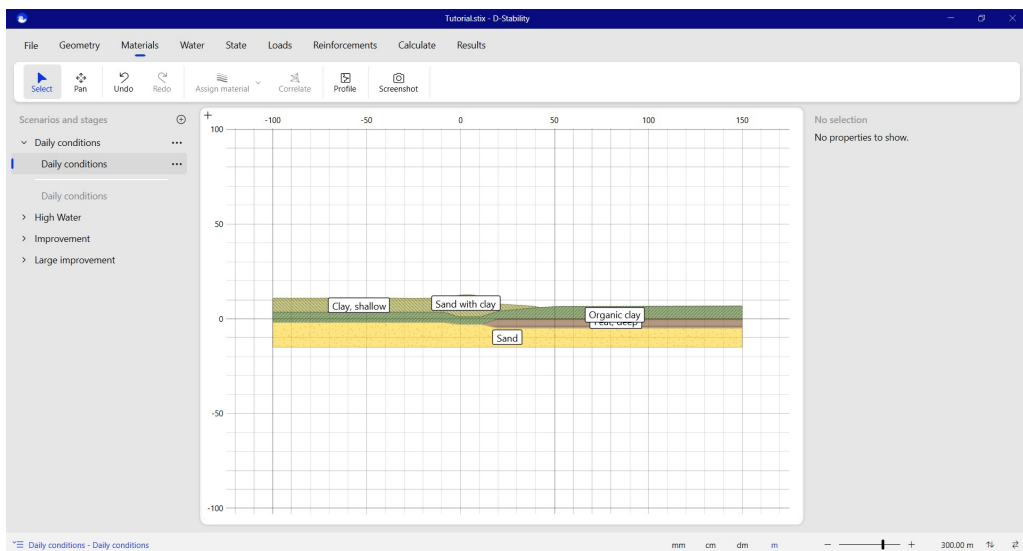 Tutorial.stix - D-Stability
File Geometry Materials Water State Loads Reinforcements Calculate Results
Select Pan Undo Redo Assign material Correlate Profile Screenshot
Scenarios and stages
Daily conditions
Daily conditions
Daily conditions
High Water
Improvement
Large improvement
-100 -50 0 50 100 150
100
50
0
-50
-100
Clay, shallow
Sand with clay
Organic clay
Peat, deep
Sand
No selection
No properties to show.
Daily conditions - Daily conditions
mm cm dm m
300.00 m